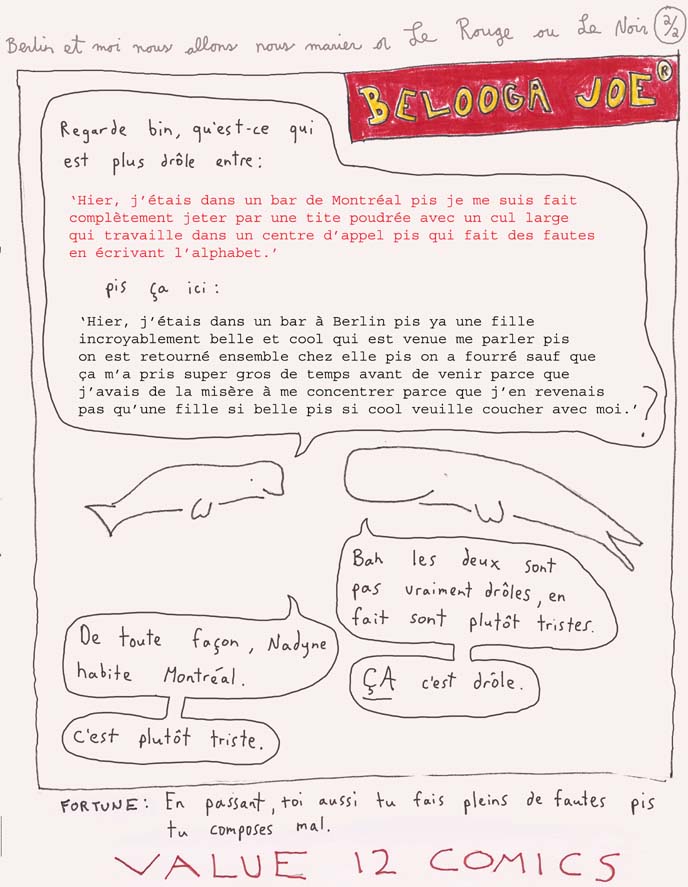 Berlin et moi nous allons nous marier ou Le Rouge ou Le Noir 2/2
BELOOGA JOE®
Regarde bin, qu'est-ce qui
est plus drôle entre:
'Hier, j'étais dans un bar de Montréal pis je me suis fait
complètement jeter par une tite poudrée avec un cul large
qui travaille dans un centre d'appel pis qui fait des fautes
en écrivant l'alphabet.'
pis ça ici:
'Hier, j'étais dans un bar à Berlin pis ya une fille
incroyablement belle et cool qui est venue me parler pis
on est retourné ensemble chez elle pis on a fourré sauf que
ça m'a pris super gros de temps avant de venir parce que
j'avais de la misère à me concentrer parce que j'en revenais
pas qu'une fille si belle pis si cool veuille coucher avec moi.'?
Bah les deux sont
pas vraiment drôles, en
fait sont plutôt tristes.
De toute façon, Nadyne
habite Montréal.
ÇA c'est drôle.
c'est plutôt triste.
FORTUNE: En passant, toi aussi tu fais pleins de fautes pis
tu composes mal.
VALUE 12 COMICS